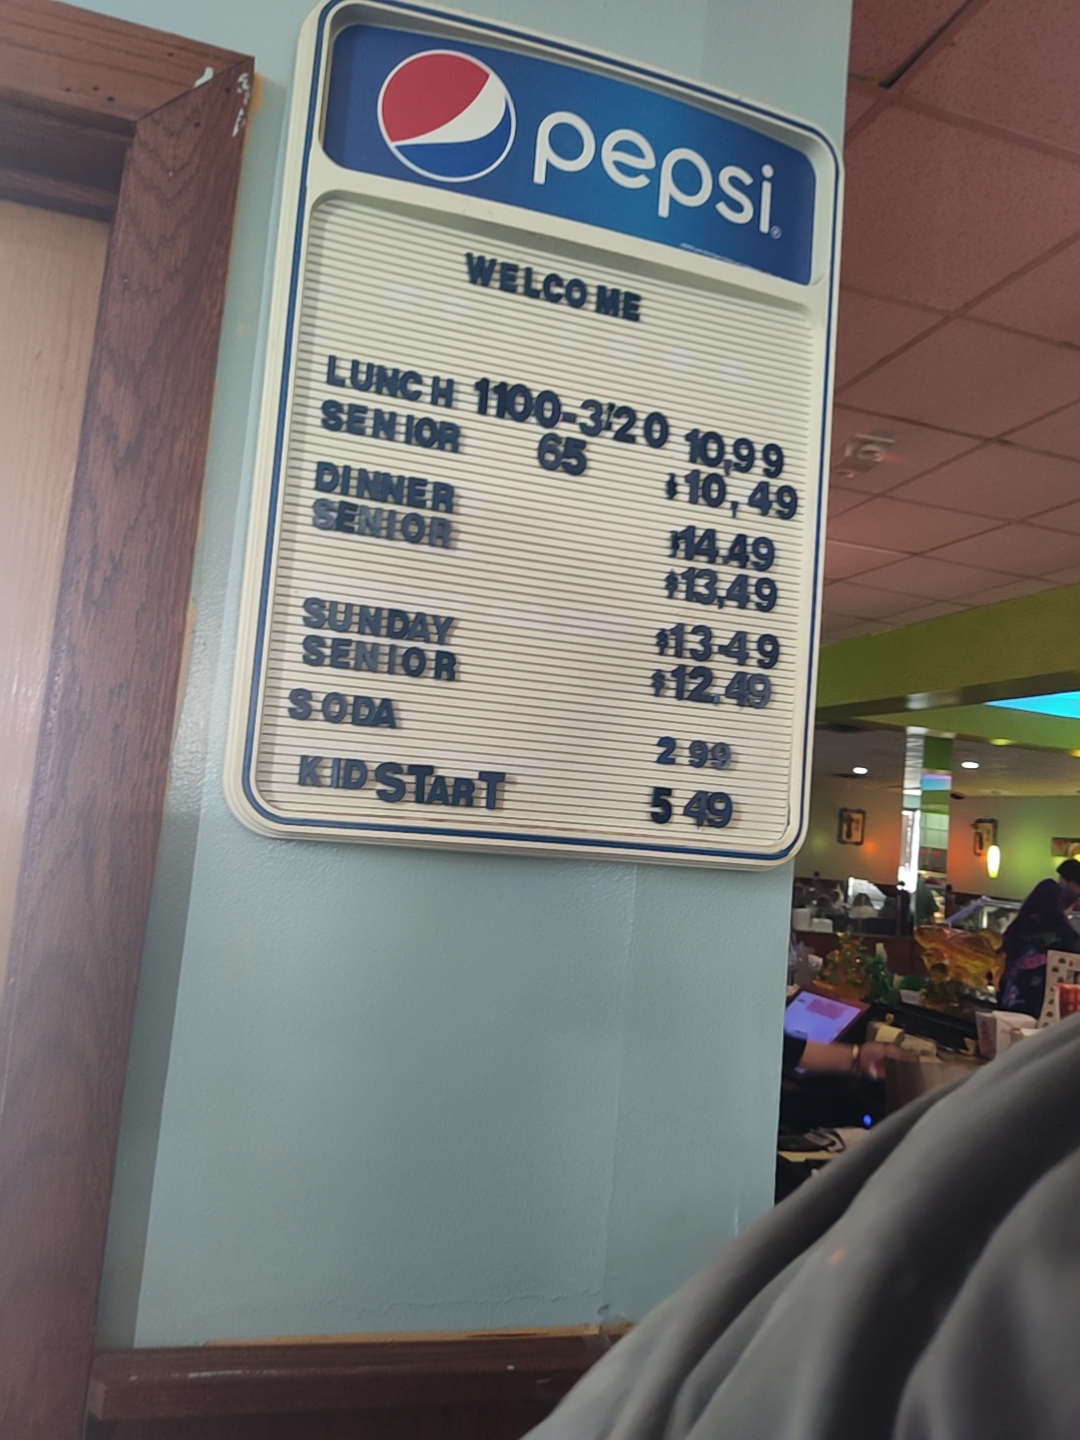 pepsi
WELCOME
LUNCH 1100-3/20 10,99
SENIOR 65 $10,49
DINNER $14.49
SENIOR $13,49
SUNDAY $13-49
SENIOR $12.49
SODA 2 99
KID STarT 5 49